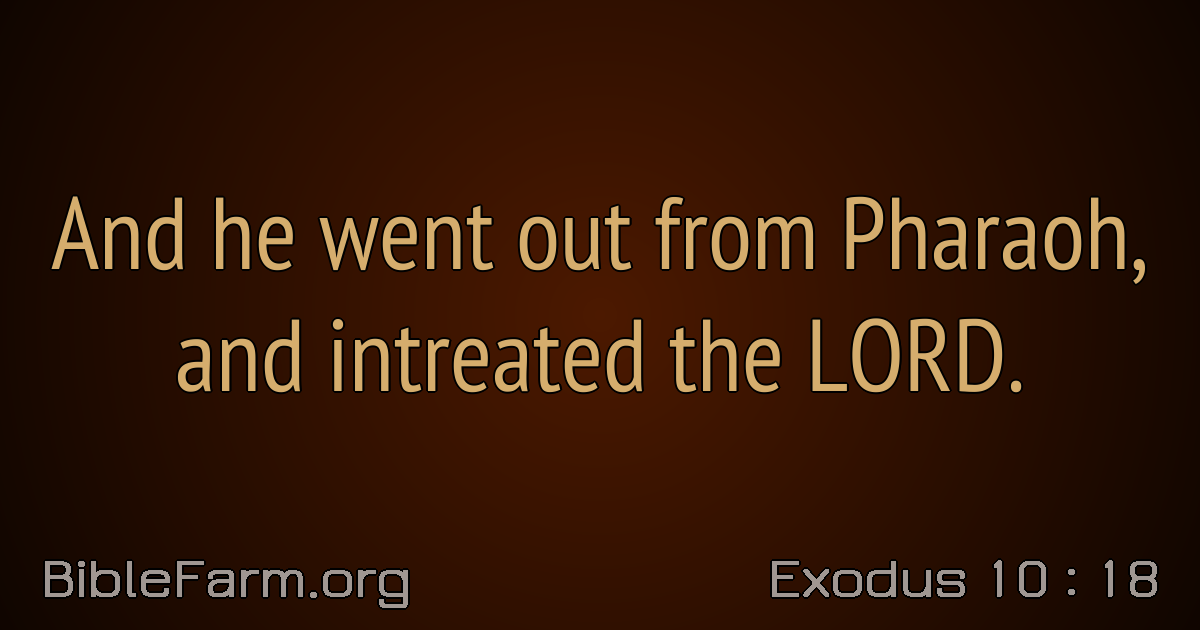 And he went out from Pharaoh,
and intreated the LORD.
BibleFarm.org
Exodus 10 : 18